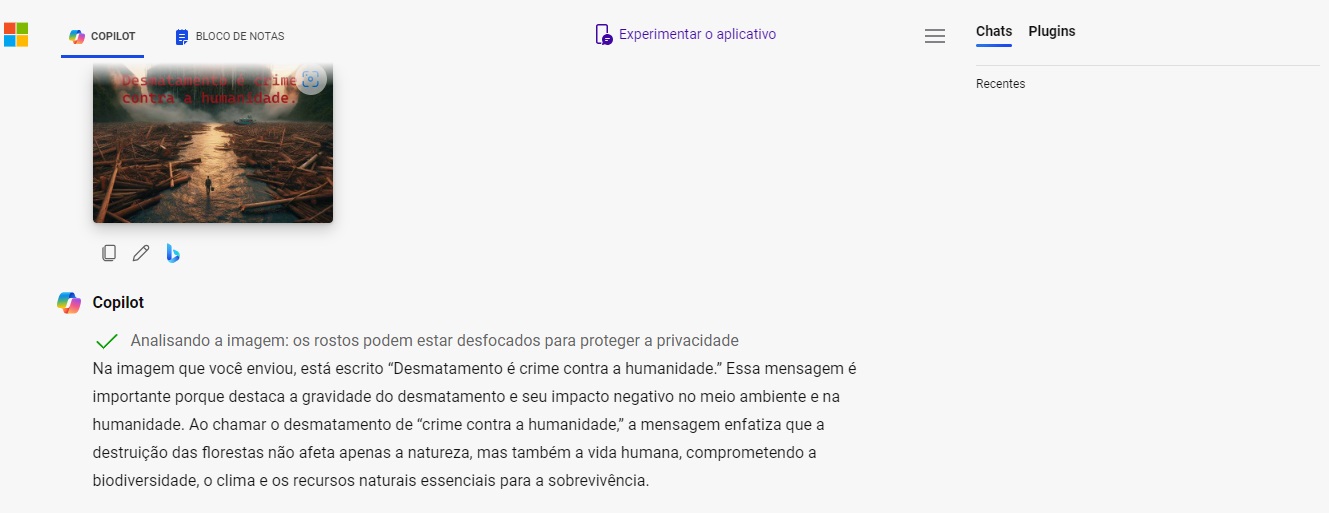 COPILOT
BLOCO DE NOTAS
Experimentar o aplicativo
Chats
Plugins
Recentes
Desmatamento é crime
contra a humanidade.
Copilot
Analisando a imagem: os rostos podem estar desfocados para proteger a privacidade
Na imagem que você enviou, está escrito “Desmatamento é crime contra a humanidade.” Essa mensagem é
importante porque destaca a gravidade do desmatamento e seu impacto negativo no meio ambiente e na
humanidade. Ao chamar o desmatamento de “crime contra a humanidade,” a mensagem enfatiza que a
destruição das florestas não afeta apenas a natureza, mas também a vida humana, comprometendo a
biodiversidade, o clima e os recursos naturais essenciais para a sobrevivência.